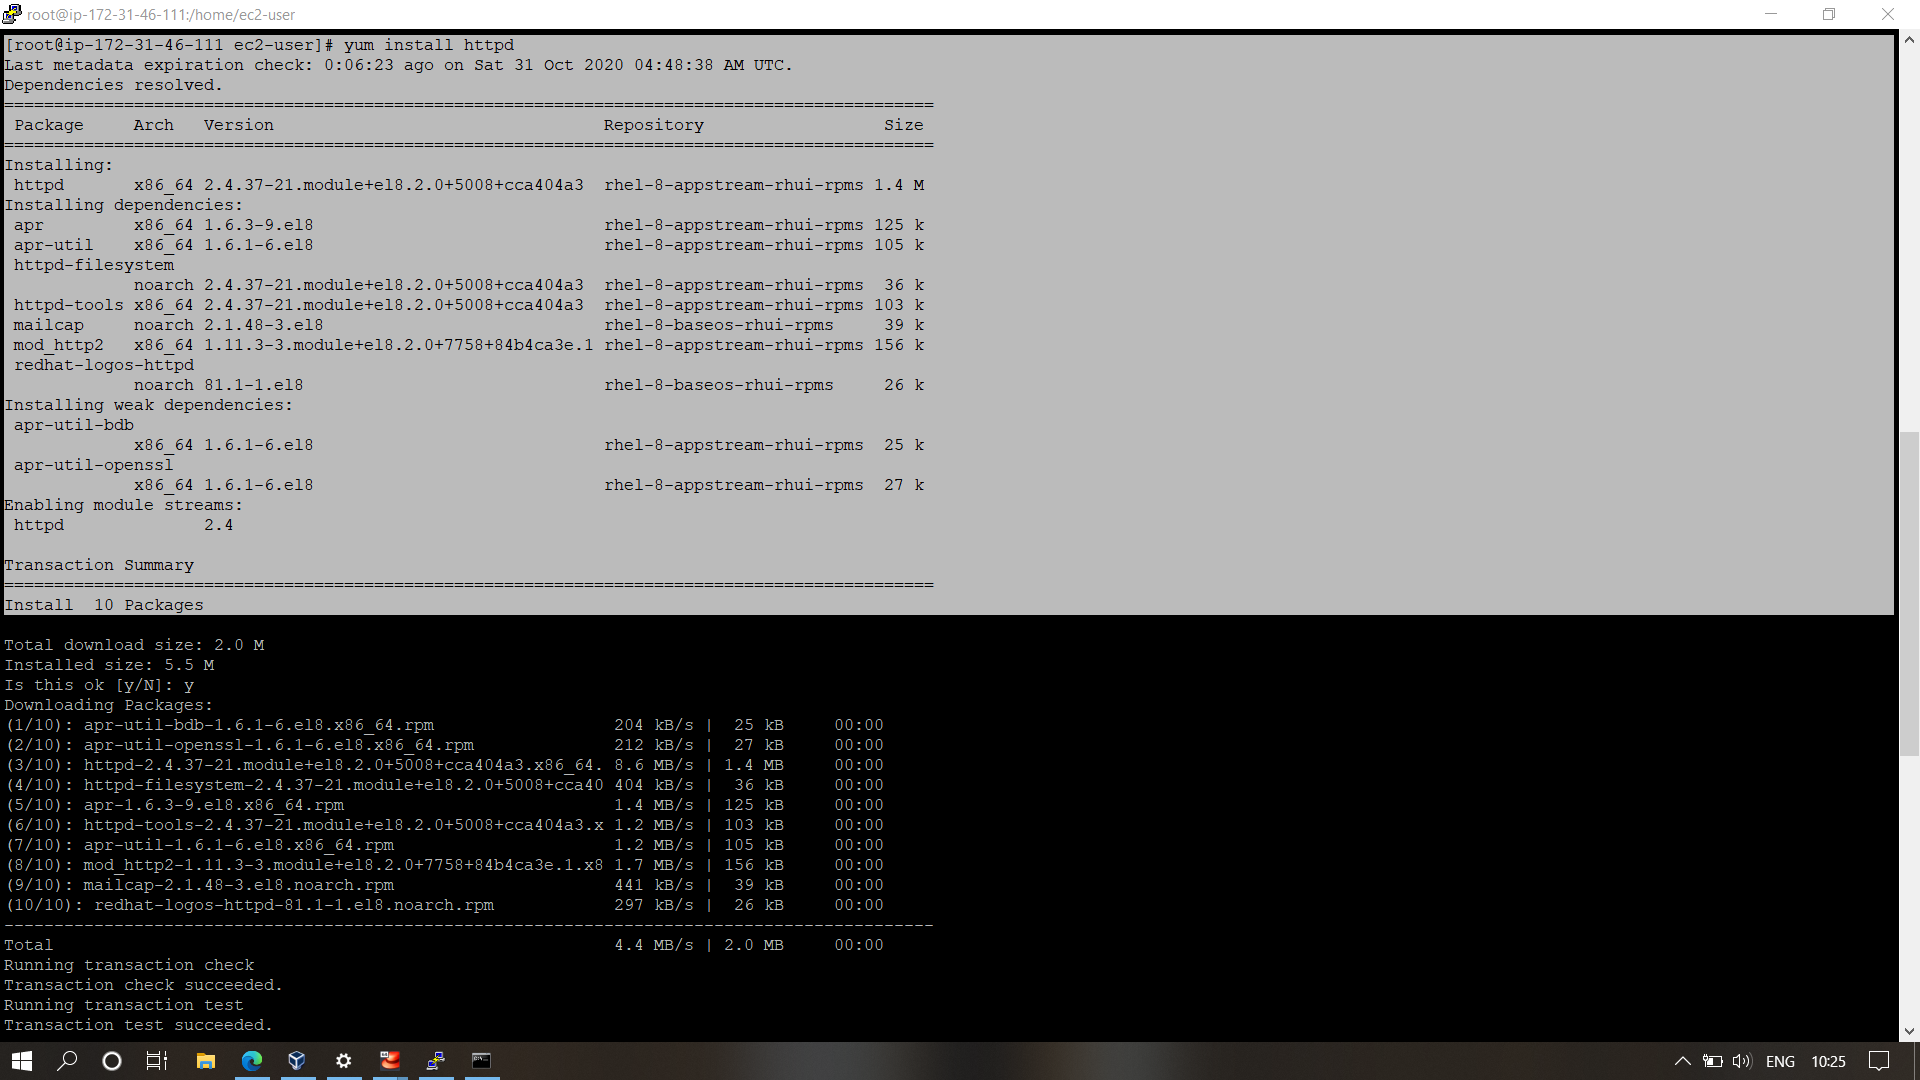 root@ip-172-31-46-111:/home/ec2-user
[root@ip-172-31-46-111 ec2-user]# yum install httpd
Last metadata expiration check: 0:06:23 ago on Sat 31 Oct 2020 04:48:38 AM UTC.
Dependencies resolved.
=============================================================================================
 Package     Arch   Version                                 Repository                  Size
=============================================================================================
Installing:
 httpd       x86_64 2.4.37-21.module+el8.2.0+5008+cca404a3  rhel-8-appstream-rhui-rpms 1.4 M
Installing dependencies:
 apr         x86_64 1.6.3-9.el8                             rhel-8-appstream-rhui-rpms 125 k
 apr-util    x86_64 1.6.1-6.el8                             rhel-8-appstream-rhui-rpms 105 k
 httpd-filesystem
             noarch 2.4.37-21.module+el8.2.0+5008+cca404a3  rhel-8-appstream-rhui-rpms  36 k
 httpd-tools x86_64 2.4.37-21.module+el8.2.0+5008+cca404a3  rhel-8-appstream-rhui-rpms 103 k
 mailcap     noarch 2.1.48-3.el8                            rhel-8-baseos-rhui-rpms     39 k
 mod_http2   x86_64 1.11.3-3.module+el8.2.0+7758+84b4ca3e.1 rhel-8-appstream-rhui-rpms 156 k
 redhat-logos-httpd
             noarch 81.1-1.el8                              rhel-8-baseos-rhui-rpms     26 k
Installing weak dependencies:
 apr-util-bdb
             x86_64 1.6.1-6.el8                             rhel-8-appstream-rhui-rpms  25 k
 apr-util-openssl
             x86_64 1.6.1-6.el8                             rhel-8-appstream-rhui-rpms  27 k
Enabling module streams:
 httpd              2.4
Transaction Summary
=============================================================================================
Install  10 Packages
Total download size: 2.0 M
Installed size: 5.5 M
Is this ok [y/N]: y
Downloading Packages:
(1/10): apr-util-bdb-1.6.1-6.el8.x86_64.rpm                  204 kB/s |  25 kB     00:00
(2/10): apr-util-openssl-1.6.1-6.el8.x86_64.rpm              212 kB/s |  27 kB     00:00
(3/10): httpd-2.4.37-21.module+el8.2.0+5008+cca404a3.x86_64. 8.6 MB/s | 1.4 MB     00:00
(4/10): httpd-filesystem-2.4.37-21.module+el8.2.0+5008+cca40 404 kB/s |  36 kB     00:00
(5/10): apr-1.6.3-9.el8.x86_64.rpm                           1.4 MB/s | 125 kB     00:00
(6/10): httpd-tools-2.4.37-21.module+el8.2.0+5008+cca404a3.x 1.2 MB/s | 103 kB     00:00
(7/10): apr-util-1.6.1-6.el8.x86_64.rpm                      1.2 MB/s | 105 kB     00:00
(8/10): mod_http2-1.11.3-3.module+el8.2.0+7758+84b4ca3e.1.x8 1.7 MB/s | 156 kB     00:00
(9/10): mailcap-2.1.48-3.el8.noarch.rpm                      441 kB/s |  39 kB     00:00
(10/10): redhat-logos-httpd-81.1-1.el8.noarch.rpm            297 kB/s |  26 kB     00:00
---------------------------------------------------------------------------------------------
Total                                                        4.4 MB/s | 2.0 MB     00:00
Running transaction check
Transaction check succeeded.
Running transaction test
Transaction test succeeded.
ENG 10:25